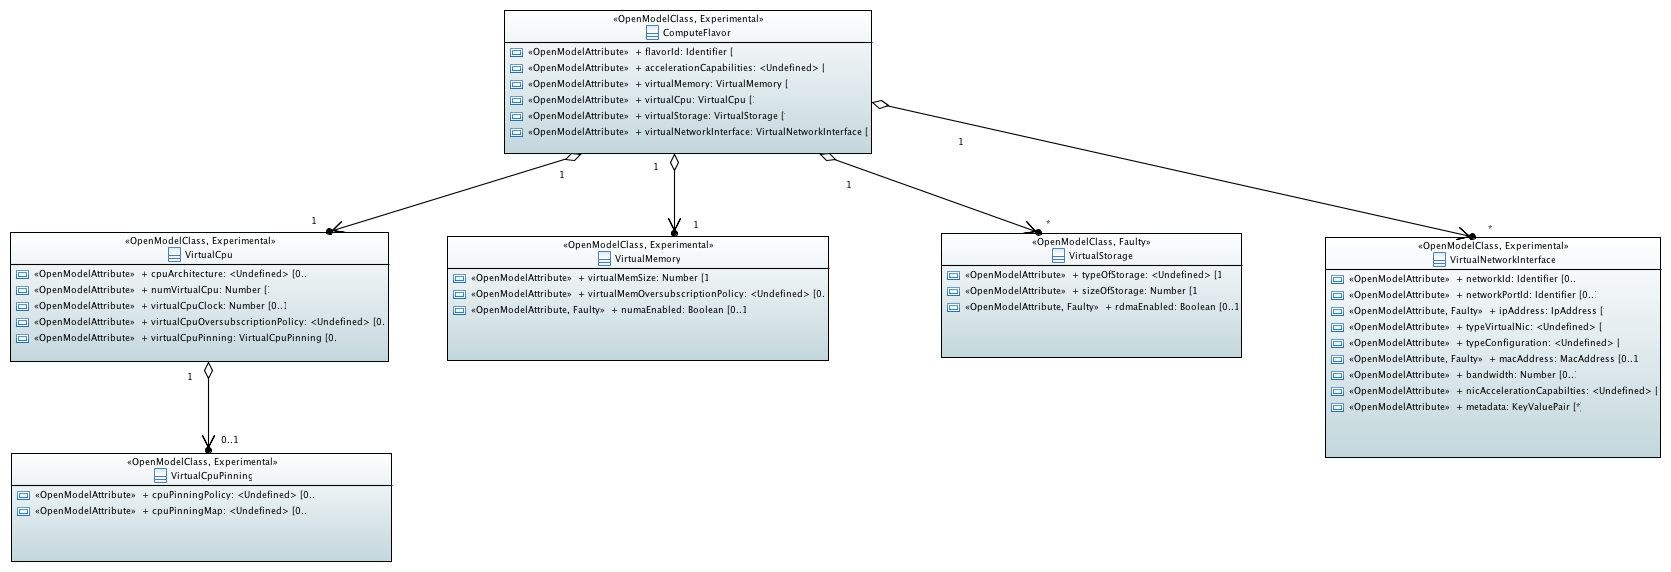 «OpenModelClass, Experimental»
ComputeFlavor
«OpenModelAttribute» + flavorId: Identifier [
«OpenModelAttribute» + accelerationCapabilities: <Undefined> [
«OpenModelAttribute» + virtualMemory: VirtualMemory [
«OpenModelAttribute» + virtualCpu: VirtualCpu [
«OpenModelAttribute» + virtualStorage: VirtualStorage [
«OpenModelAttribute» + virtualNetworkInterface: VirtualNetworkInterface [
1
1
1
1
1
1
*
*
«OpenModelClass, Experimental»
VirtualCpu
«OpenModelAttribute» + cpuArchitecture: <Undefined> [0..
«OpenModelAttribute» + numVirtualCpu: Number [
«OpenModelAttribute» + virtualCpuClock: Number [0..1
«OpenModelAttribute» + virtualCpuOversubscriptionPolicy: <Undefined> [0.
«OpenModelAttribute» + virtualCpuPinning: VirtualCpuPinning [0.
«OpenModelClass, Experimental»
VirtualMemory
«OpenModelAttribute» + virtualMemSize: Number [1
«OpenModelAttribute» + virtualMemOversubscriptionPolicy: <Undefined> [0.
«OpenModelAttribute, Faulty» + numaEnabled: Boolean [0..1
«OpenModelClass, Faulty»
VirtualStorage
«OpenModelAttribute» + typeOfStorage: <Undefined> [1
«OpenModelAttribute» + sizeOfStorage: Number [1
«OpenModelAttribute, Faulty» + rdmaEnabled: Boolean [0..1
«OpenModelClass, Experimental»
VirtualNetworkInterface
«OpenModelAttribute» + networkId: Identifier [0..
«OpenModelAttribute» + networkPortId: Identifier [0..
«OpenModelAttribute, Faulty» + ipAddress: IpAddress [
«OpenModelAttribute» + typeVirtualNic: <Undefined> [
«OpenModelAttribute» + typeConfiguration: <Undefined> [
«OpenModelAttribute, Faulty» + macAddress: MacAddress [0..1
«OpenModelAttribute» + bandwidth: Number [0..
«OpenModelAttribute» + nicAccelerationCapabilties: <Undefined> [
«OpenModelAttribute» + metadata: KeyValuePair [*
1
0..1
«OpenModelClass, Experimental»
VirtualCpuPinning
«OpenModelAttribute» + cpuPinningPolicy: <Undefined> [0..
«OpenModelAttribute» + cpuPinningMap: <Undefined> [0..